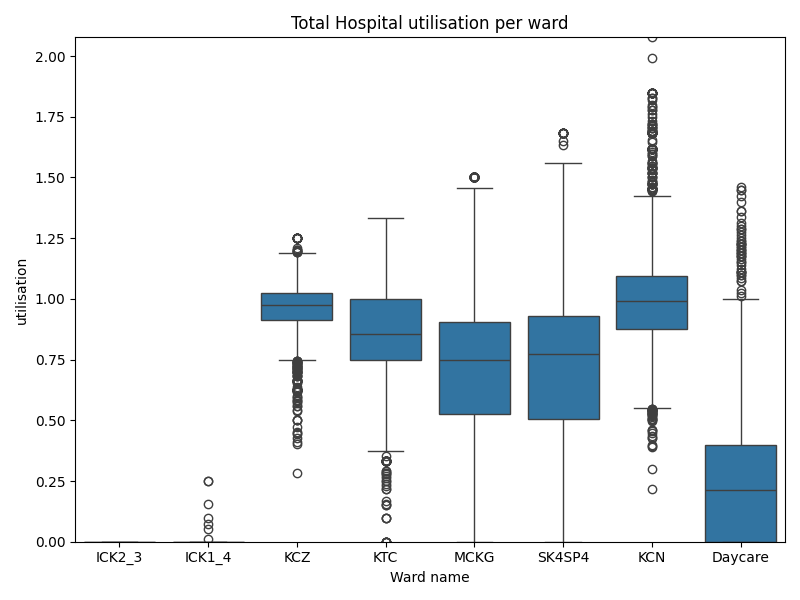 Total Hospital utilisation per ward
utilisation
2.00
1.75
1.50
1.25
1.00
0.75
0.50
0.25
0.00
ICK2_3 ICK1_4 KCZ KTC MCKG SK4SP4 KCN Daycare
Ward name